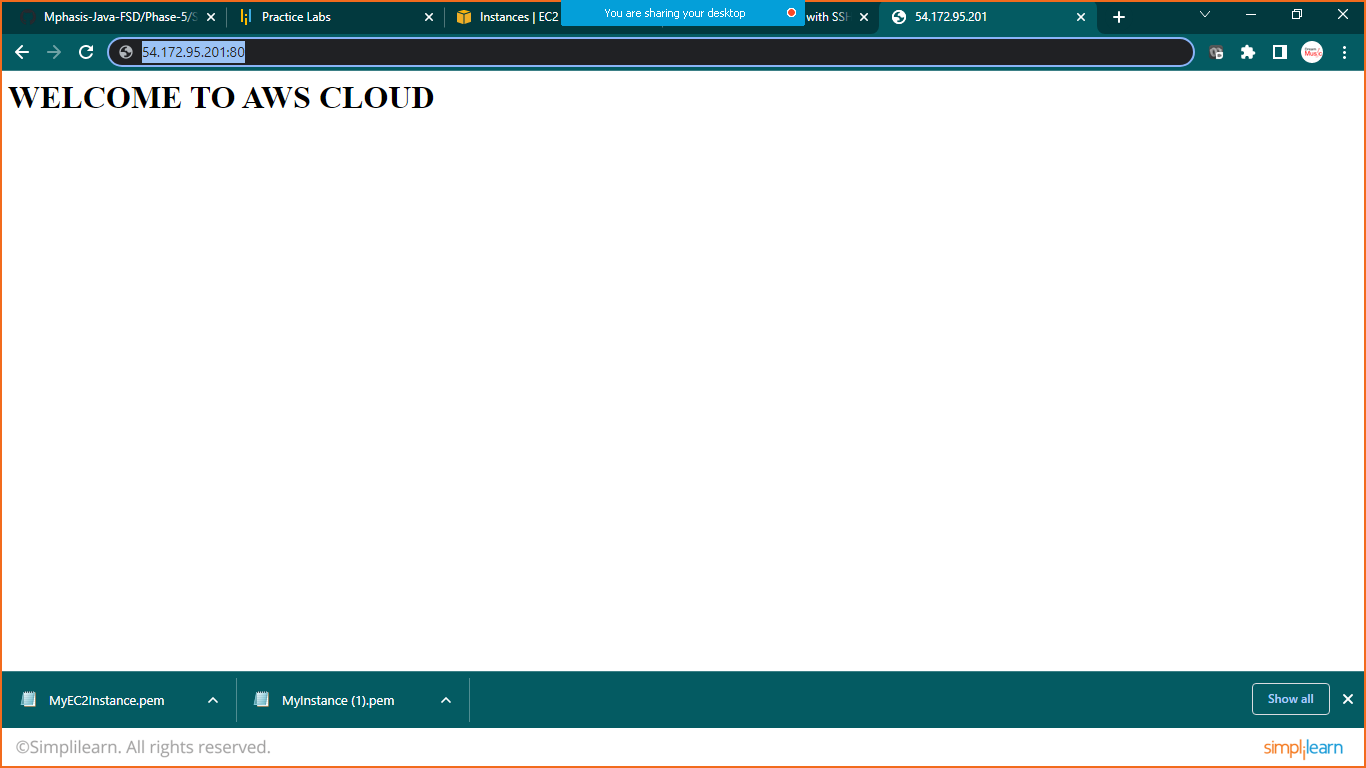 Mphasis-Java-FSD/Phase-5/S
Practice Labs
Instances | EC2
You are sharing your desktop
with SSH
54.172.95.201
54.172.95.201:80
WELCOME TO AWS CLOUD
MyEC2Instance.pem
MyInstance (1).pem
Show all
©Simplilearn. All rights reserved.
simplilearn